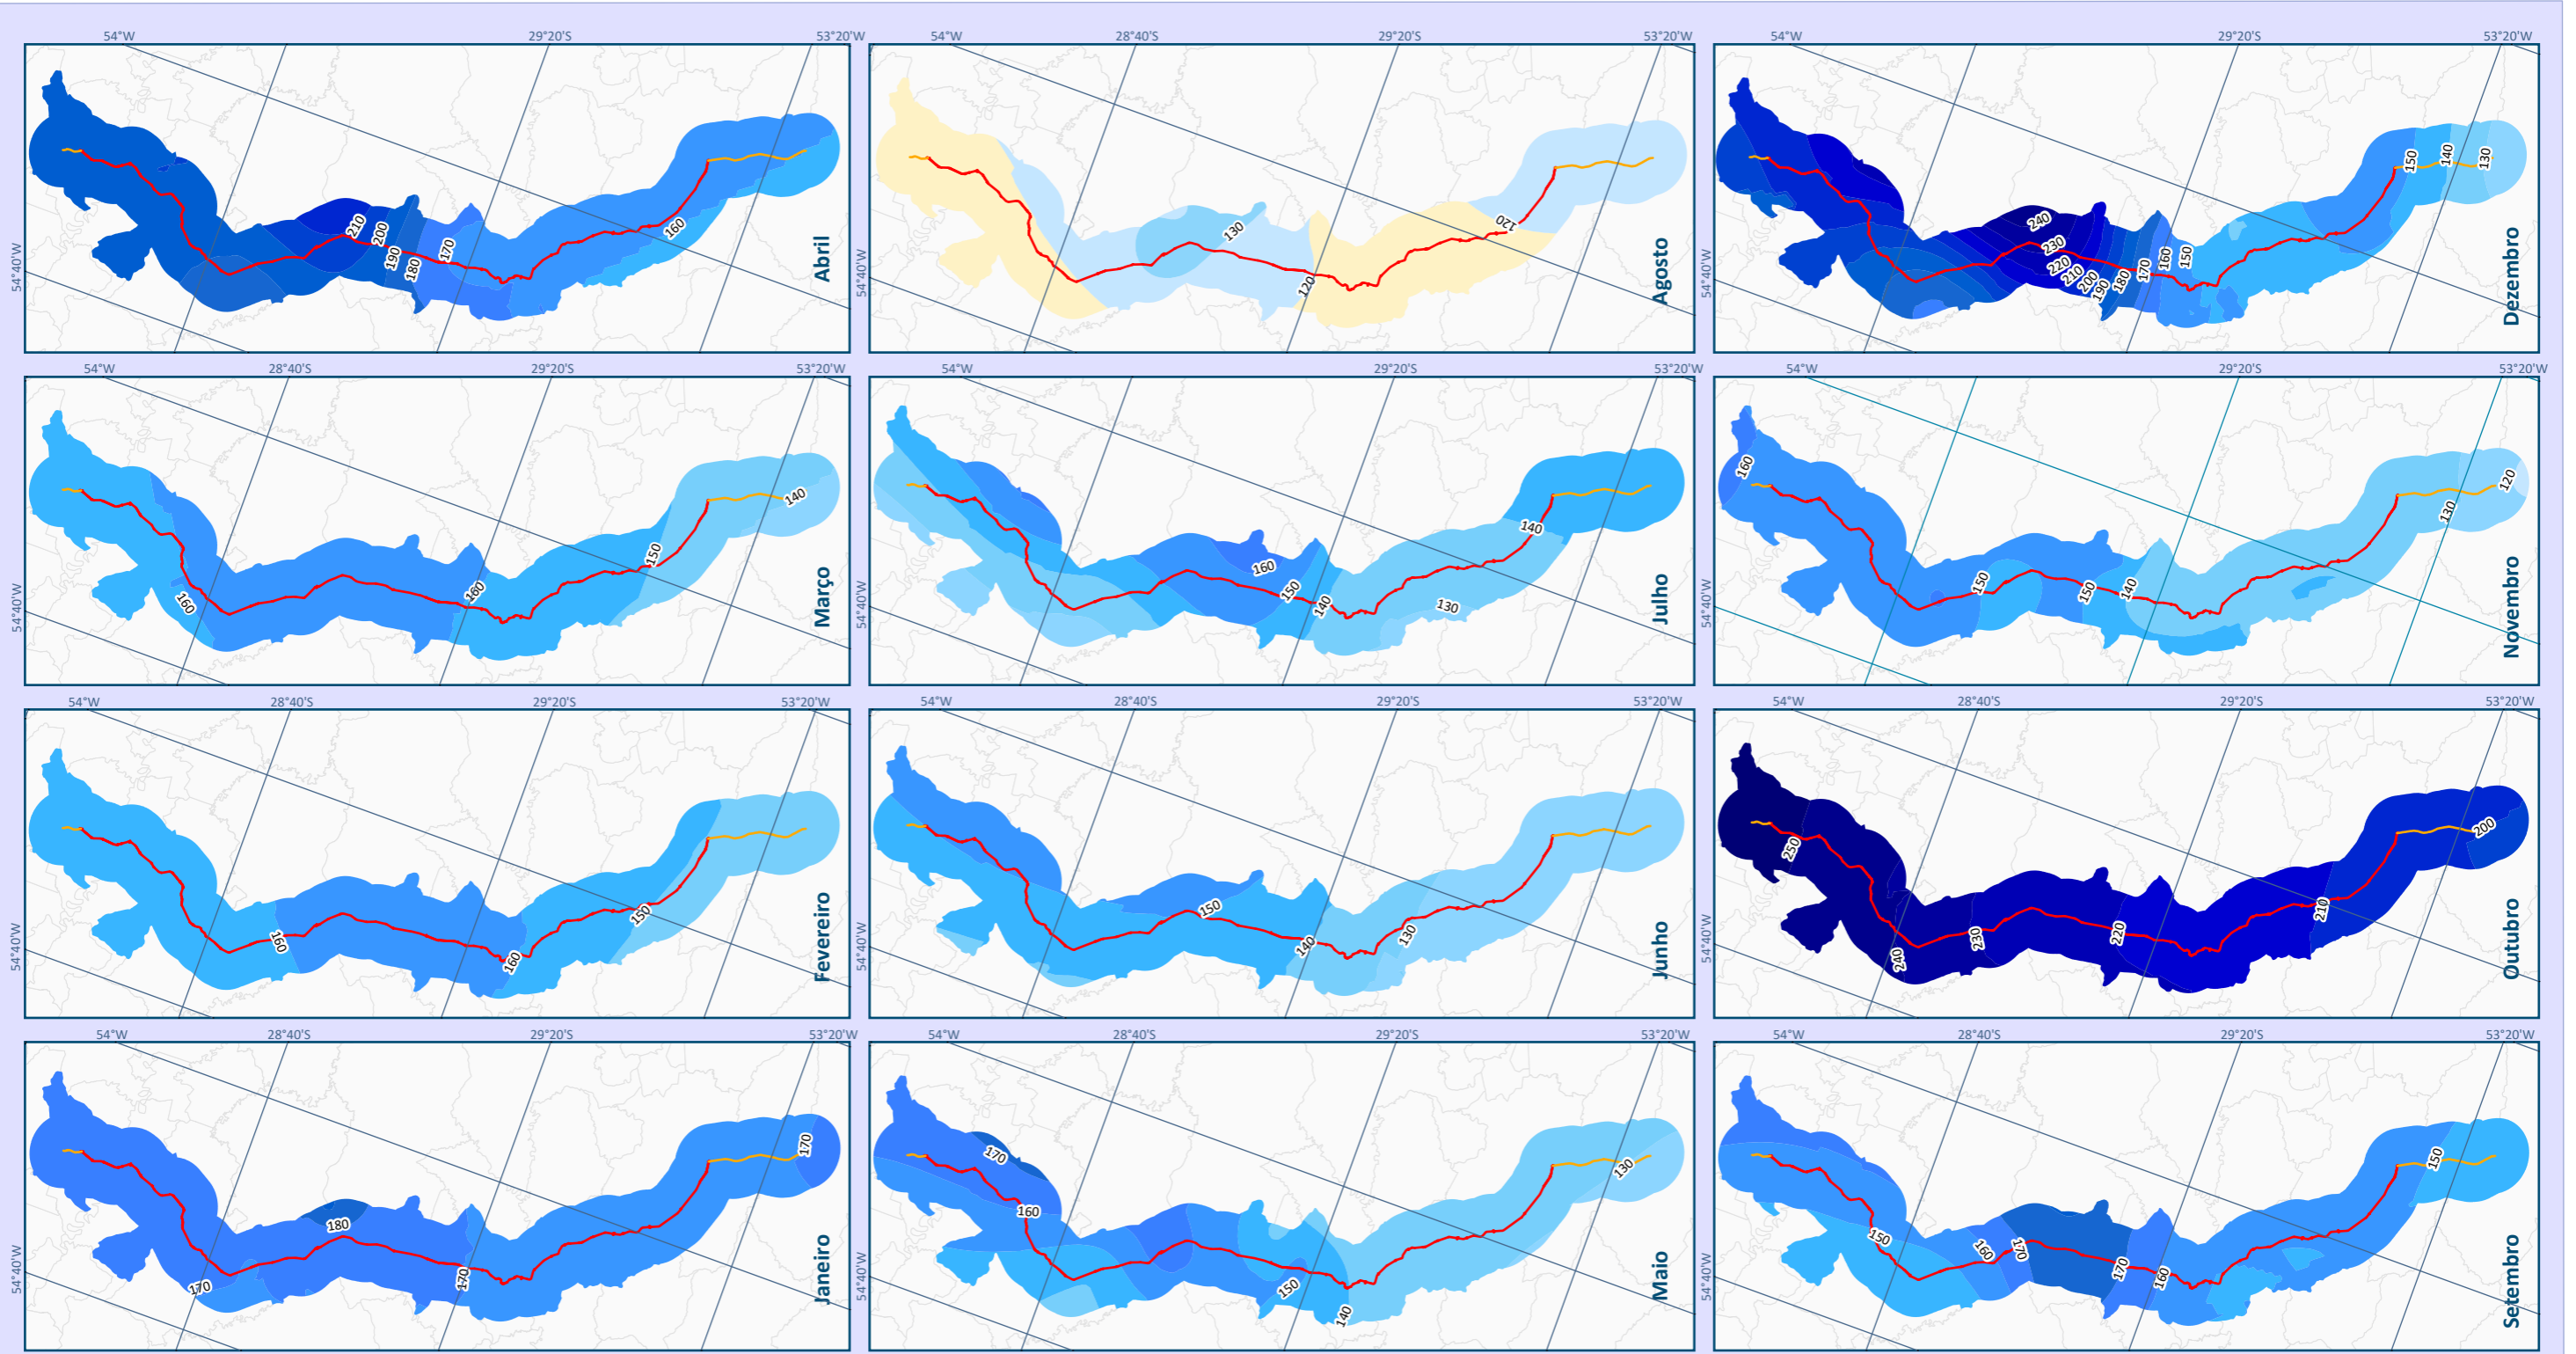 54°W 29°20'S 53°20'W
54°40'W
210
200
190
180
170
160
Abril
54°W 28°40'S 29°20'S 53°20'W
54°40'W
130
120
120
Agosto
54°W 29°20'S 53°20'W
54°40'W
240
230
220
210
200
190
180
170
160
150
150
140
130
Dezembro
54°W 28°40'S 29°20'S 53°20'W
54°40'W
160
160
150
140
Março
54°W 29°20'S 53°20'W
54°40'W
160
150
140
130
140
Julho
54°W 29°20'S 53°20'W
54°40'W
160
150
150
140
130
120
Novembro
54°W 28°40'S 29°20'S 53°20'W
54°40'W
160
160
150
Fevereiro
54°W 28°40'S 29°20'S 53°20'W
54°40'W
150
140
130
Junho
54°W 28°40'S 29°20'S 53°20'W
54°40'W
250
240
230
220
210
200
Outubro
54°W 28°40'S 29°20'S 53°20'W
54°40'W
170
180
170
170
Janeiro
54°W 28°40'S 29°20'S 53°20'W
54°40'W
170
160
150
140
130
Maio
54°W 28°40'S 29°20'S 53°20'W
54°40'W
150
160
170
170
160
150
Setembro